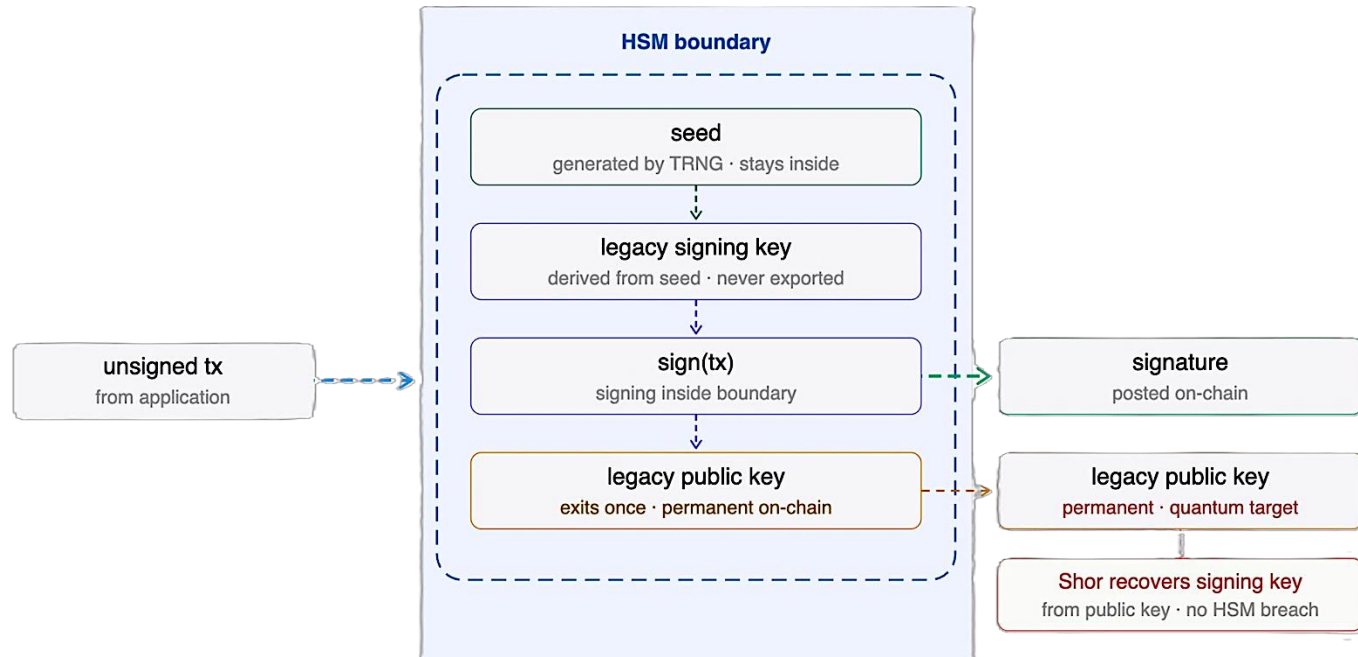 HSM boundary
seed
generated by TRNG · stays inside
legacy signing key
derived from seed · never exported
unsigned tx
from application
sign(tx)
signing inside boundary
signature
posted on-chain
legacy public key
exits once · permanent on-chain
legacy public key
permanent · quantum target
Shor recovers signing key
from public key · no HSM breach